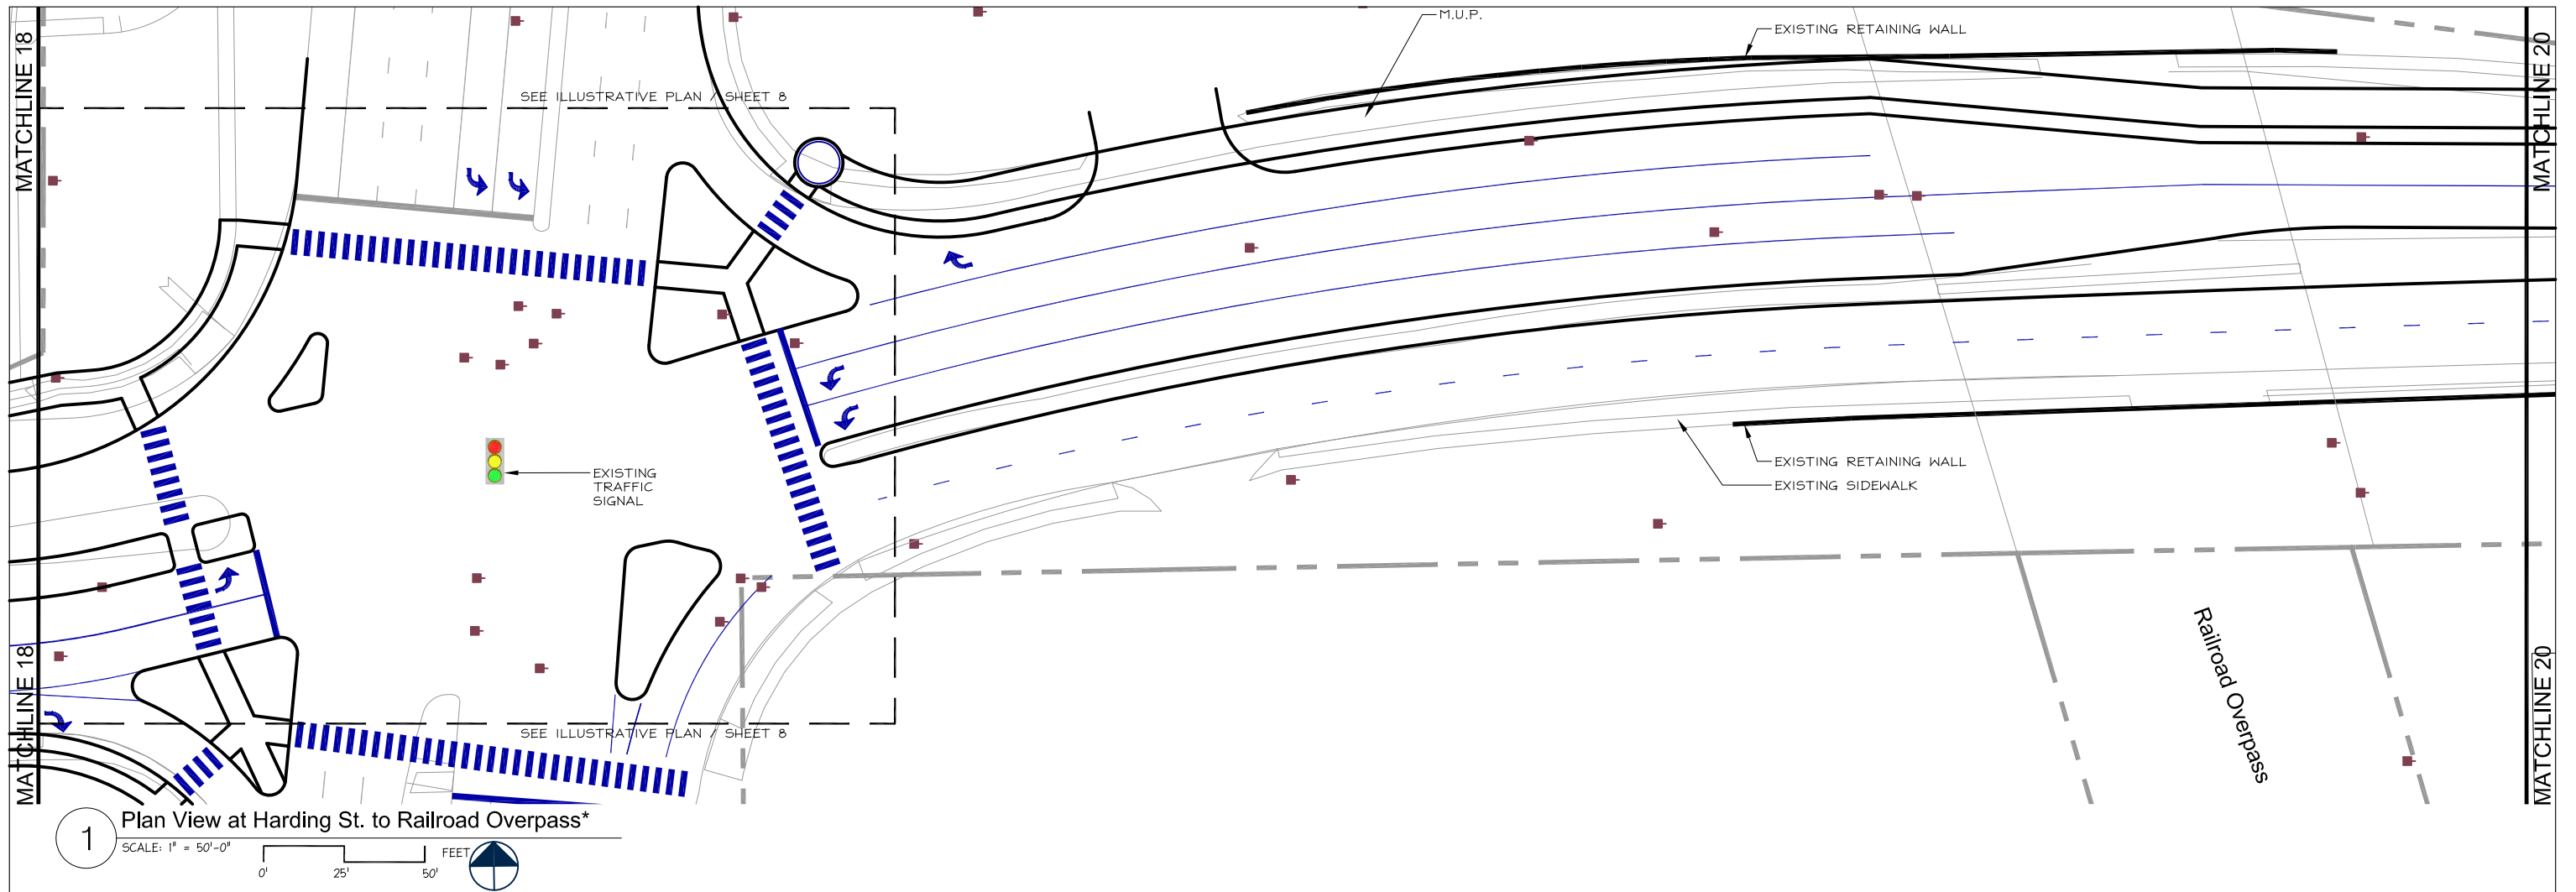 M.U.P.
EXISTING RETAINING WALL
MATCHLINE 18
MATCHLINE 20
SEE ILLUSTRATIVE PLAN / SHEET 8
EXISTING
TRAFFIC
SIGNAL
EXISTING RETAINING WALL
EXISTING SIDEWALK
Railroad Overpass
MATCHLINE 18
MATCHLINE 20
SEE ILLUSTRATIVE PLAN / SHEET 8
1
Plan View at Harding St. to Railroad Overpass*
SCALE: 1" = 50'-0"
FEET
0' 25' 50'